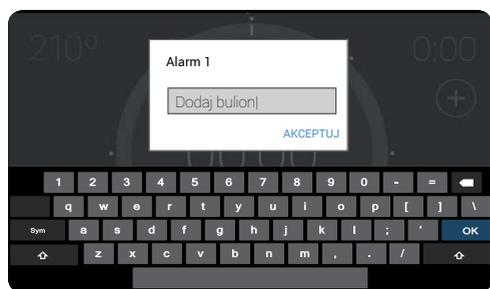 210°
0:00
Alarm 1
Dodaj bulion
AKCEPTUJ
1 2 3 4 5 6 7 8 9 0 - =
q w e r t y u i o p [ ] \
Sym a s d f g h j k l ; ' OK
z x c v b n m , . /